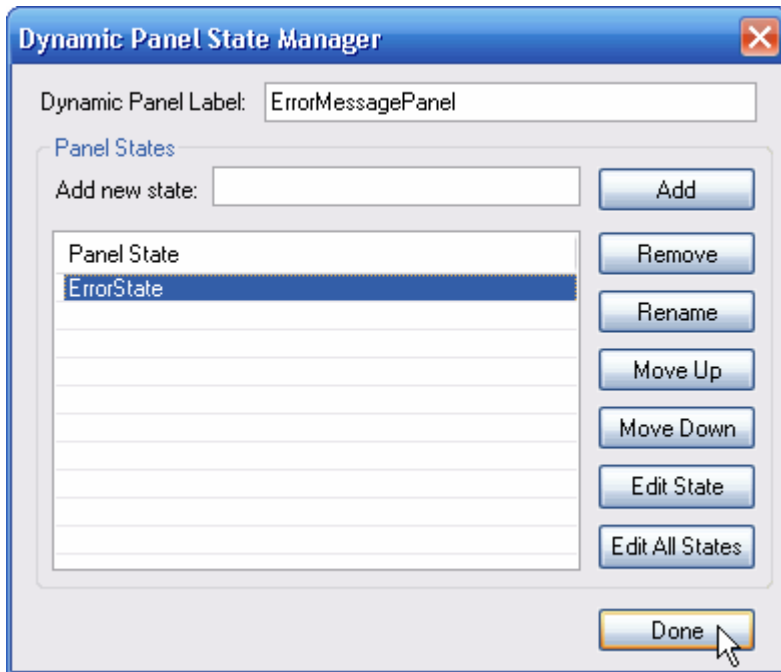 Dynamic Panel State Manager
Dynamic Panel Label: ErrorMessagePanel
Panel States
Add new state: Add
Panel State
Remove
ErrorState
Rename
Move Up
Move Down
Edit State
Edit All States
Done